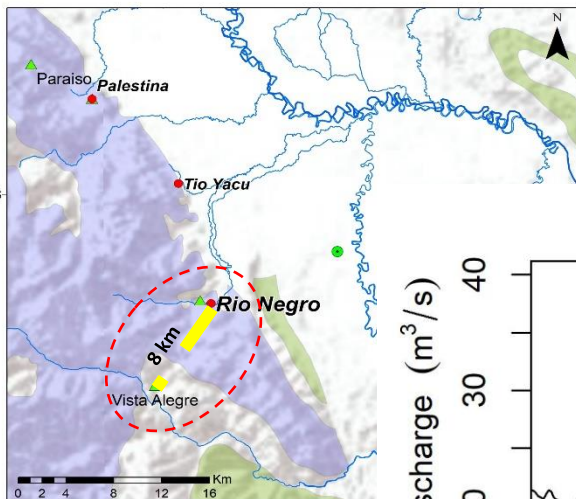 N
Paraiso
Palestina
Tio Yacu
Rio Negro
8 km
Vista Alegre
Km
0 2 4 8 12 16
40
30
scharge (m³/s)